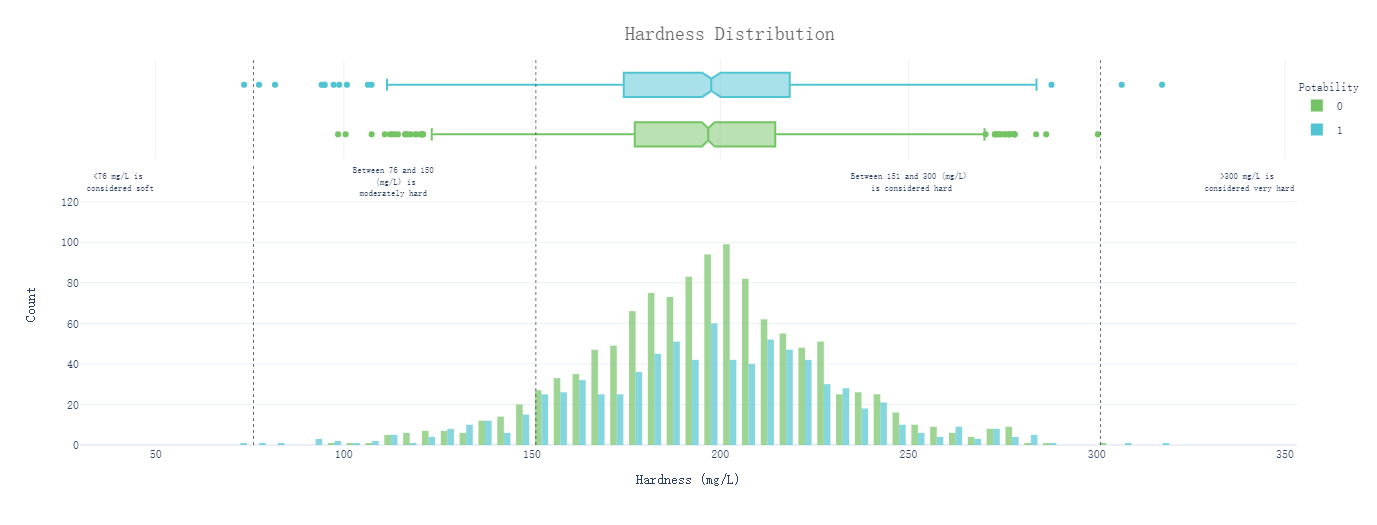 Hardness Distribution
Potability
0
1
<76 mg/L is
considered soft
Between 76 and 150
(mg/L) is
moderately hard
Between 151 and 300 (mg/L)
is considered hard
>300 mg/L is
considered very hard
120
100
80
60
40
20
0
Count
50
100
150
200
250
300
350
Hardness (mg/L)